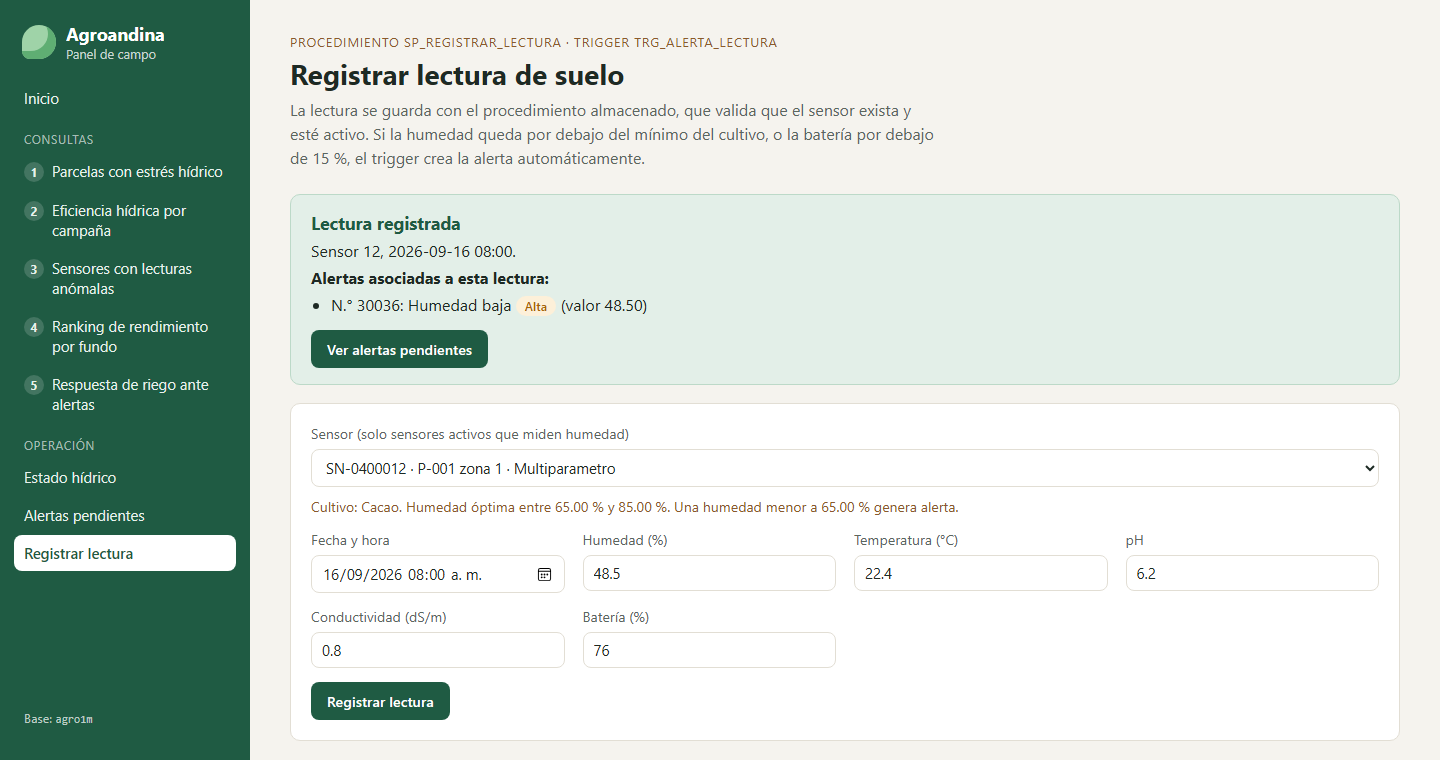 Agroandina
Panel de campo
Inicio
CONSULTAS
1 Parcelas con estrés hídrico
2 Eficiencia hídrica por
campaña
3 Sensores con lecturas
anómalas
4 Ranking de rendimiento
por fundo
5 Respuesta de riego ante
alertas
OPERACIÓN
Estado hídrico
Alertas pendientes
Registrar lectura
Base: agro1m
PROCEDIMIENTO SP_REGISTRAR_LECTURA · TRIGGER TRG_ALERTA_LECTURA
Registrar lectura de suelo
La lectura se guarda con el procedimiento almacenado, que valida que el sensor exista y
esté activo. Si la humedad queda por debajo del mínimo del cultivo, o la batería por debajo
de 15 %, el trigger crea la alerta automáticamente.
Lectura registrada
Sensor 12, 2026-09-16 08:00.
Alertas asociadas a esta lectura:
• N.° 30036: Humedad baja Alta (valor 48.50)
Ver alertas pendientes
Sensor (solo sensores activos que miden humedad)
SN-0400012 · P-001 zona 1 · Multiparametro
Cultivo: Cacao. Humedad óptima entre 65.00 % y 85.00 %. Una humedad menor a 65.00 % genera alerta.
Fecha y hora Humedad (%) Temperatura (°C) pH
16/09/2026 08:00 a. m. 48.5 22.4 6.2
Conductividad (dS/m) Batería (%)
0.8 76
Registrar lectura